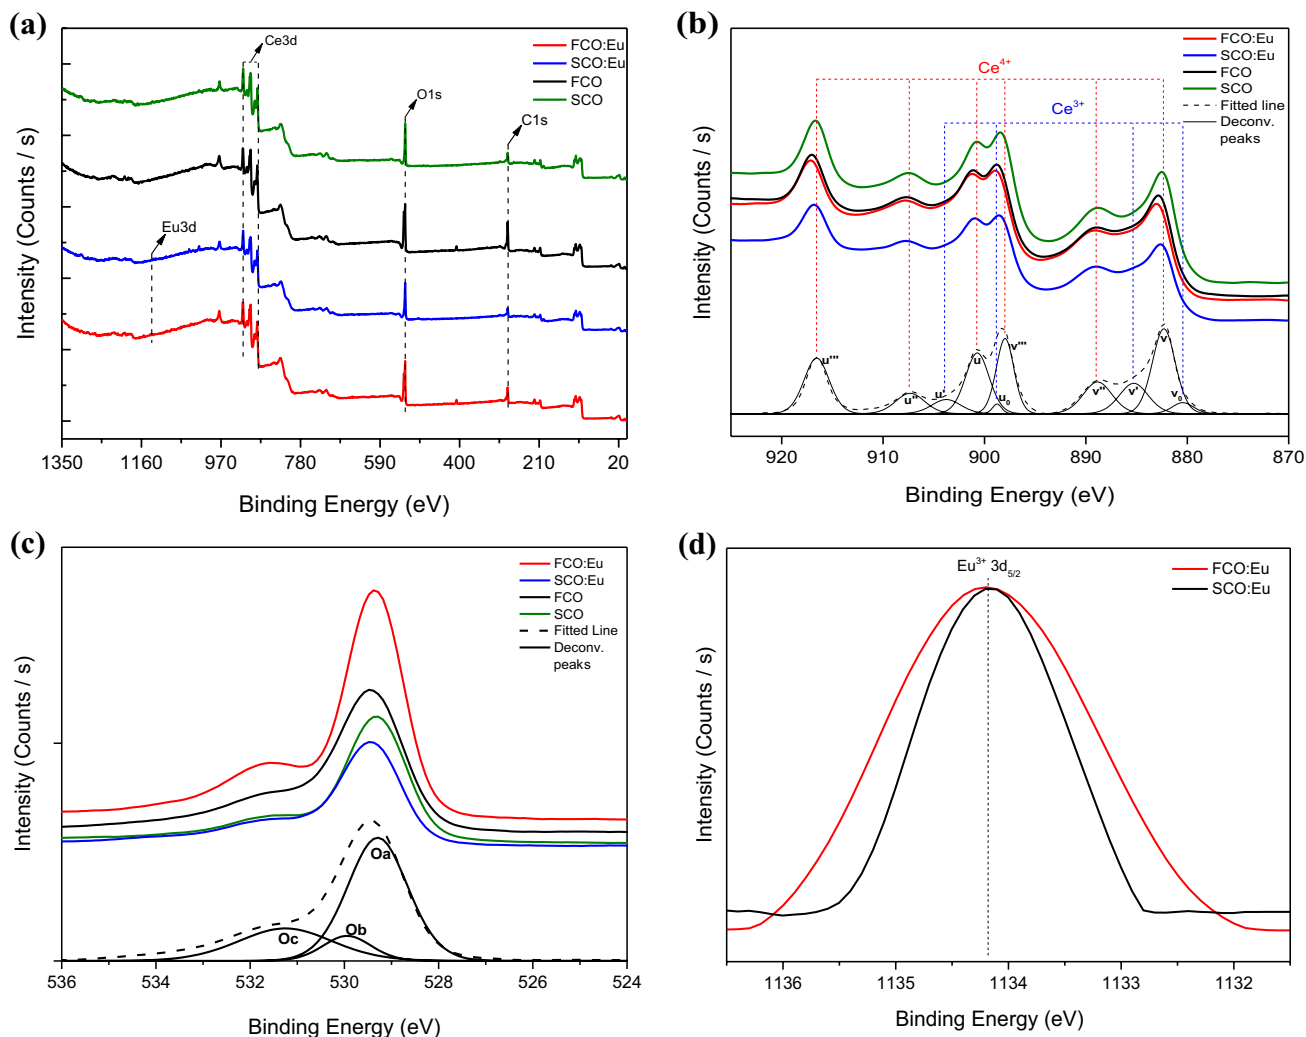 (a)
Ce3d
O1s
C1s
Eu3d
FCO:Eu
SCO:Eu
FCO
SCO
Intensity (Counts / s)
1350 1160 970 780 590 400 210 20
Binding Energy (eV)
(b)
FCO:Eu
SCO:Eu
FCO
SCO
Fitted line
Deconv.
peaks
Ce4+
Ce3+
u''' u'' u' u u0 v''' v'' v' v v0
Intensity (Counts / s)
920 910 900 890 880 870
Binding Energy (eV)
(c)
FCO:Eu
SCO:Eu
FCO
SCO
Fitted Line
Deconv.
peaks
Oa
Ob
Oc
Intensity (Counts / s)
536 534 532 530 528 526 524
Binding Energy (eV)
(d)
Eu3+ 3d5/2
FCO:Eu
SCO:Eu
Intensity (Counts / s)
1136 1135 1134 1133 1132
Binding Energy (eV)